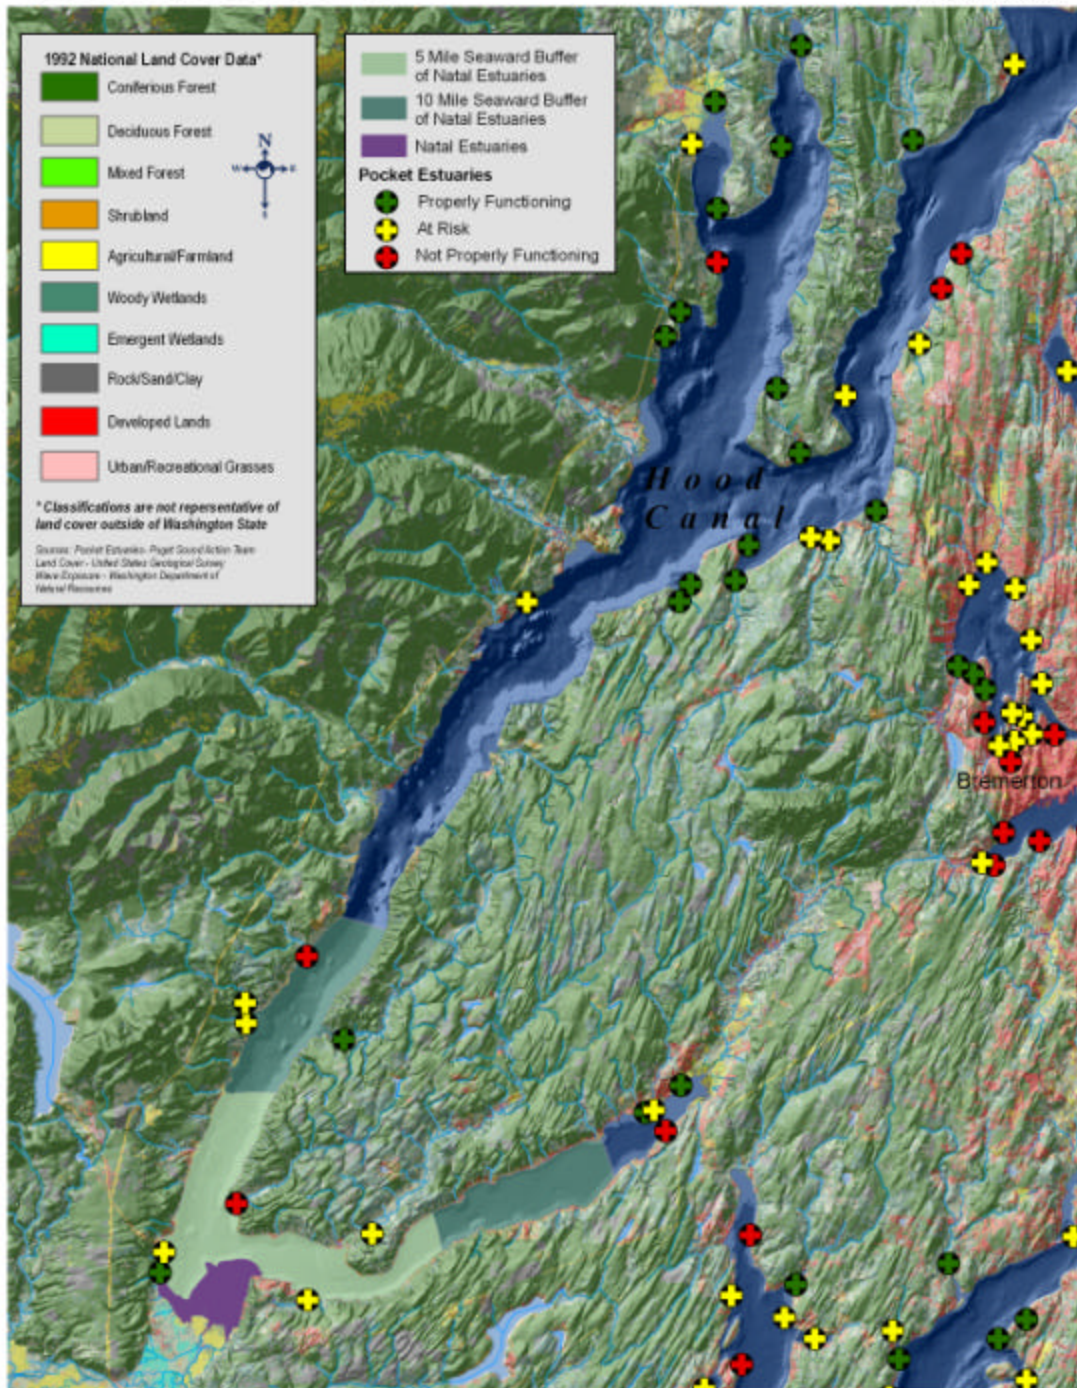 1992 National Land Cover Data*
Coniferious Forest
Deciduous Forest
Mixed Forest
Shrubland
Agricultural/Farmland
Woody Wetlands
Emergent Wetlands
Rock/Sand/Clay
Developed Lands
Urban/Recreational Grasses
* Classifications are not representative of
land cover outside of Washington State
Sources: Pocket Estuaries- Puget Sound Action Team
Land Cover - United States Geological Survey
Wave Exposure - Washington Department of
Natural Resources
N
W E
S
5 Mile Seaward Buffer
of Natal Estuaries
10 Mile Seaward Buffer
of Natal Estuaries
Natal Estuaries
Pocket Estuaries
Properly Functioning
At Risk
Not Properly Functioning
Hood
Canal
Bremerton